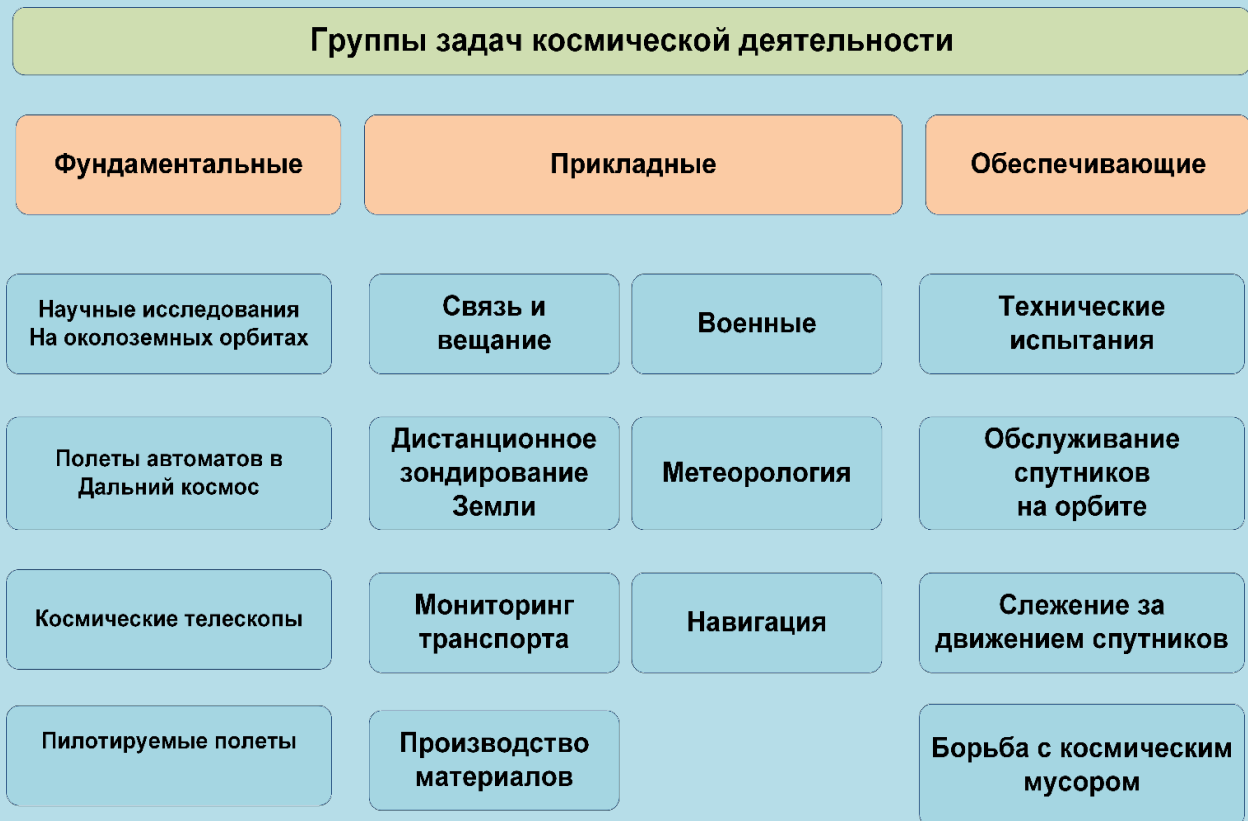 Группы задач космической деятельности
Фундаментальные
Прикладные
Обеспечивающие
Научные исследования
На околоземных орбитах
Связь и
вещание
Военные
Технические
испытания
Полеты автоматов в
Дальний космос
Дистанционное
зондирование
Земли
Метеорология
Обслуживание
спутников
на орбите
Космические телескопы
Мониторинг
транспорта
Навигация
Слежение за
движением спутников
Пилотируемые полеты
Производство
материалов
Борьба с космическим
мусором